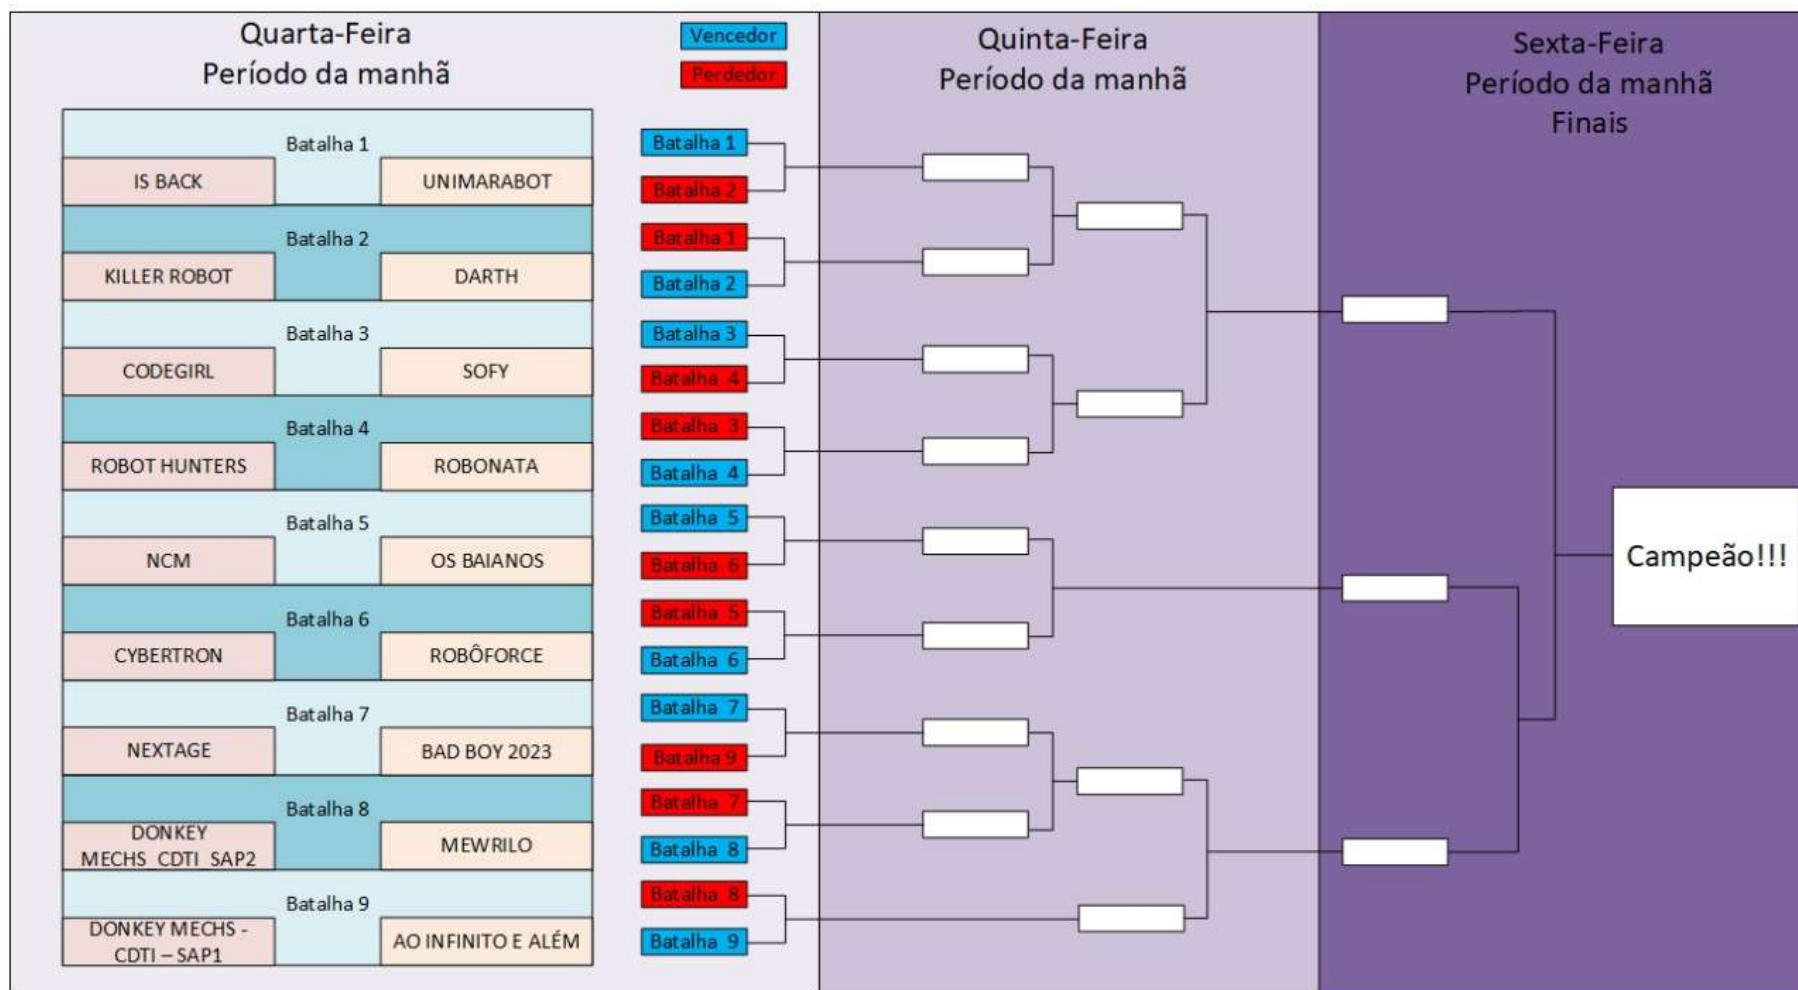 Quarta-Feira
Período da manhã
Vencedor
Perdedor
Batalha 1
IS BACK
UNIMARABOT
Batalha 2
KILLER ROBOT
DARTH
Batalha 3
CODEGIRL
SOFY
Batalha 4
ROBOT HUNTERS
ROBONATA
Batalha 5
NCM
OS BAIANOS
Batalha 6
CYBERTRON
ROBÔFORCE
Batalha 7
NEXTAGE
BAD BOY 2023
Batalha 8
DONKEY
MECHS_CDTI_SAP2
MEWRILO
Batalha 9
DONKEY MECHS -
CDTI – SAP1
AO INFINITO E ALÉM
Batalha 1
Batalha 2
Batalha 1
Batalha 2
Batalha 3
Batalha 4
Batalha 3
Batalha 4
Batalha 5
Batalha 6
Batalha 5
Batalha 6
Batalha 7
Batalha 9
Batalha 7
Batalha 8
Batalha 8
Batalha 9
Quinta-Feira
Período da manhã
Sexta-Feira
Período da manhã
Finais
Campeão!!!